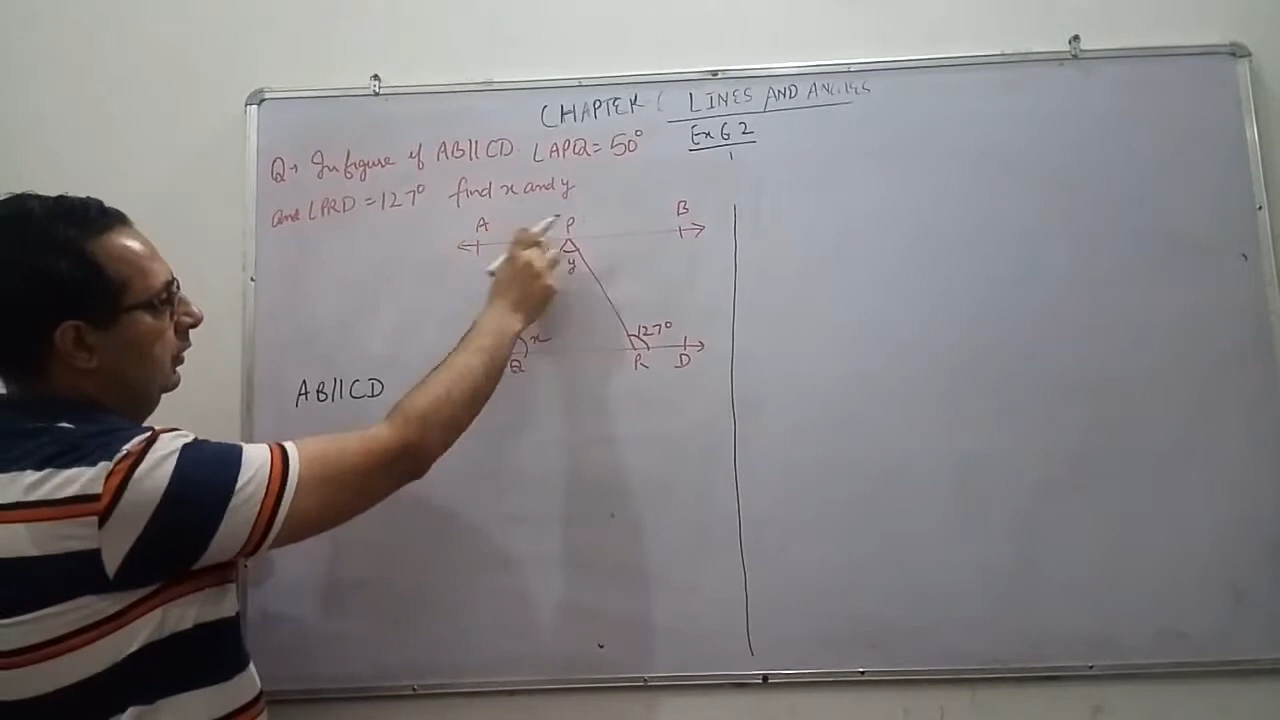 CHAPTER 6 LINES AND ANGLES
Ex 6 2
Q→ In figure if AB||CD. ∠APQ = 50°
and ∠PRD = 127° find x and y
A P B
y
127°
x
Q R D
AB||CD